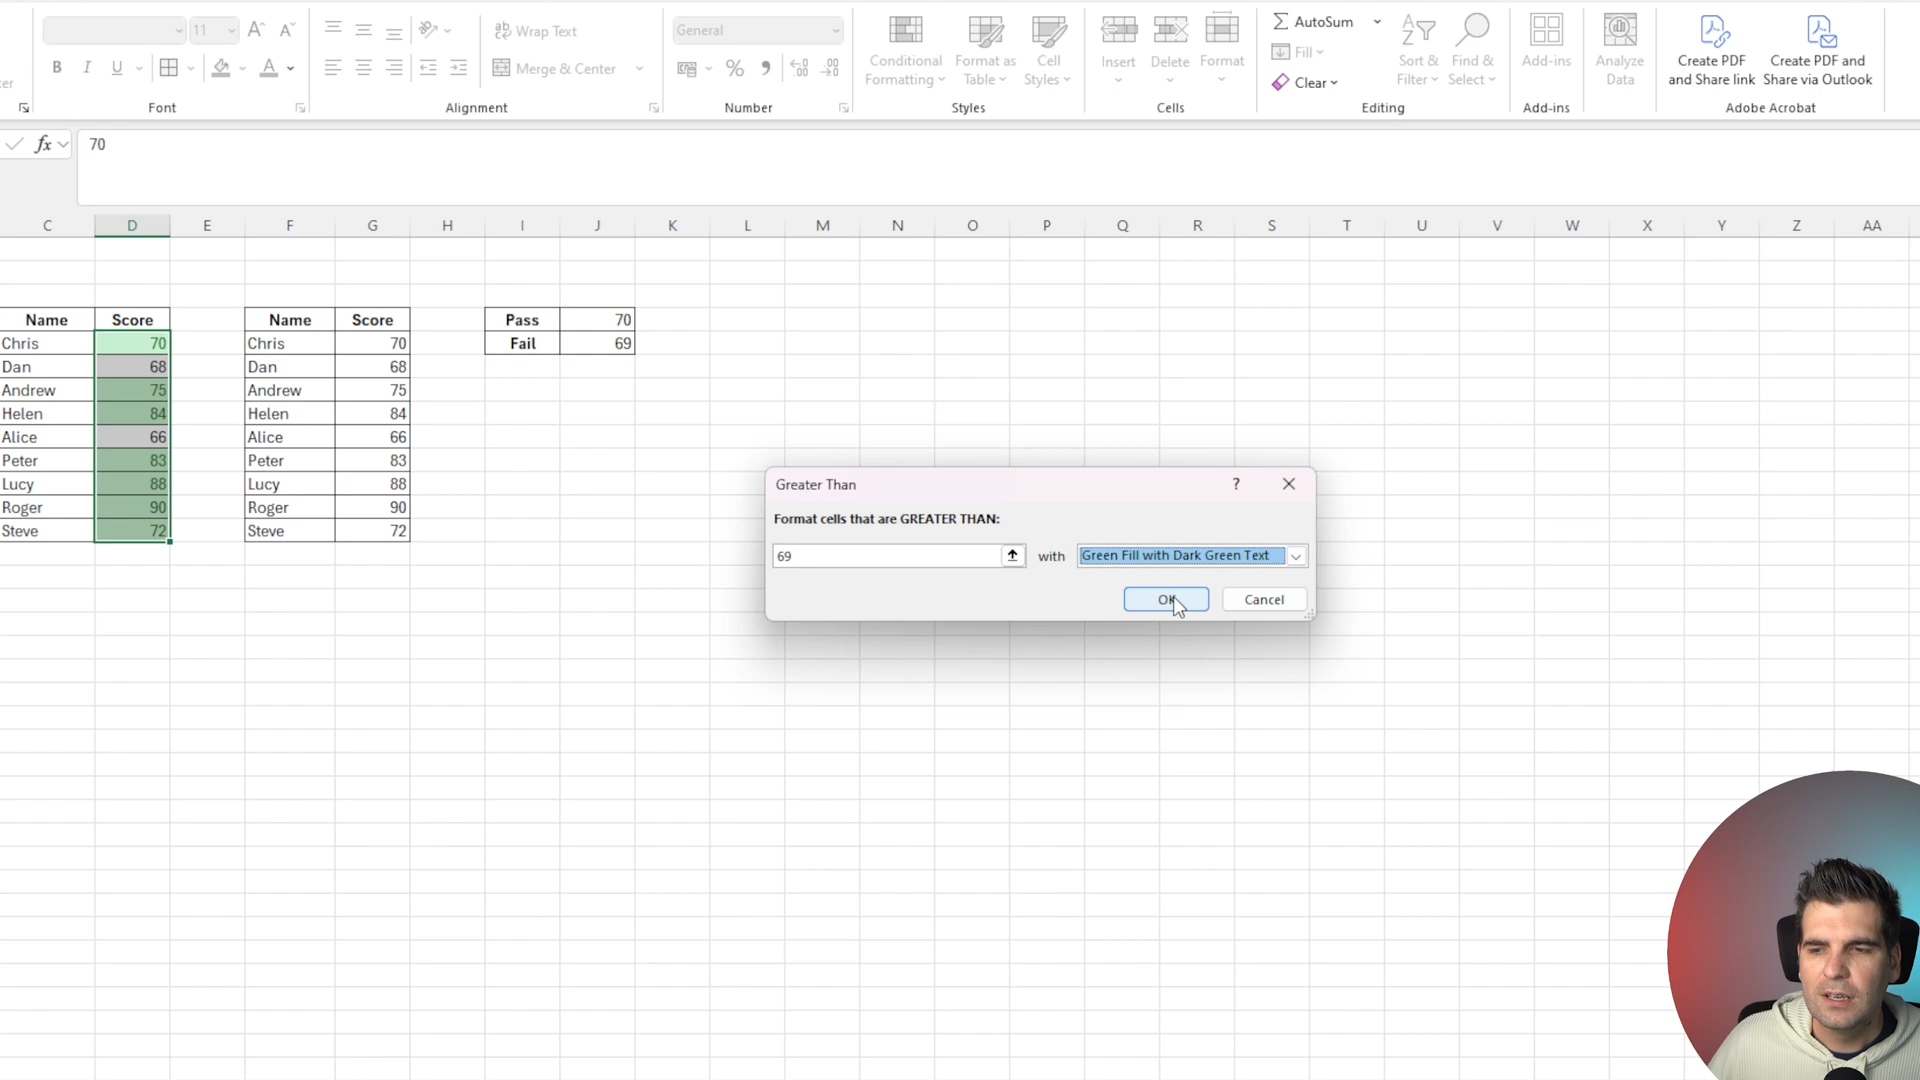 11 A^ Aˇ
ab Wrap Text
General
AutoSum
Fill
Clear
B I U A
Merge & Center
% ,
Conditional Formatting
Format as Table
Cell Styles
Insert
Delete
Format
Sort & Filter
Find & Select
Add-ins
Analyze Data
Create PDF and Share link
Create PDF and Share via Outlook
Font Alignment Number Styles Cells Editing Add-ins Adobe Acrobat
fx 70
C D E F G H I J K L M N O P Q R S T U V W X Y Z AA
Name Score Name Score Pass 70
Chris 70 Chris 70 Fail 69
Dan 68 Dan 68
Andrew 75 Andrew 75
Helen 84 Helen 84
Alice 66 Alice 66
Peter 83 Peter 83
Lucy 88 Lucy 88
Roger 90 Roger 90
Steve 72 Steve 72
Greater Than ?
Format cells that are GREATER THAN:
69 with Green Fill with Dark Green Text
OK Cancel